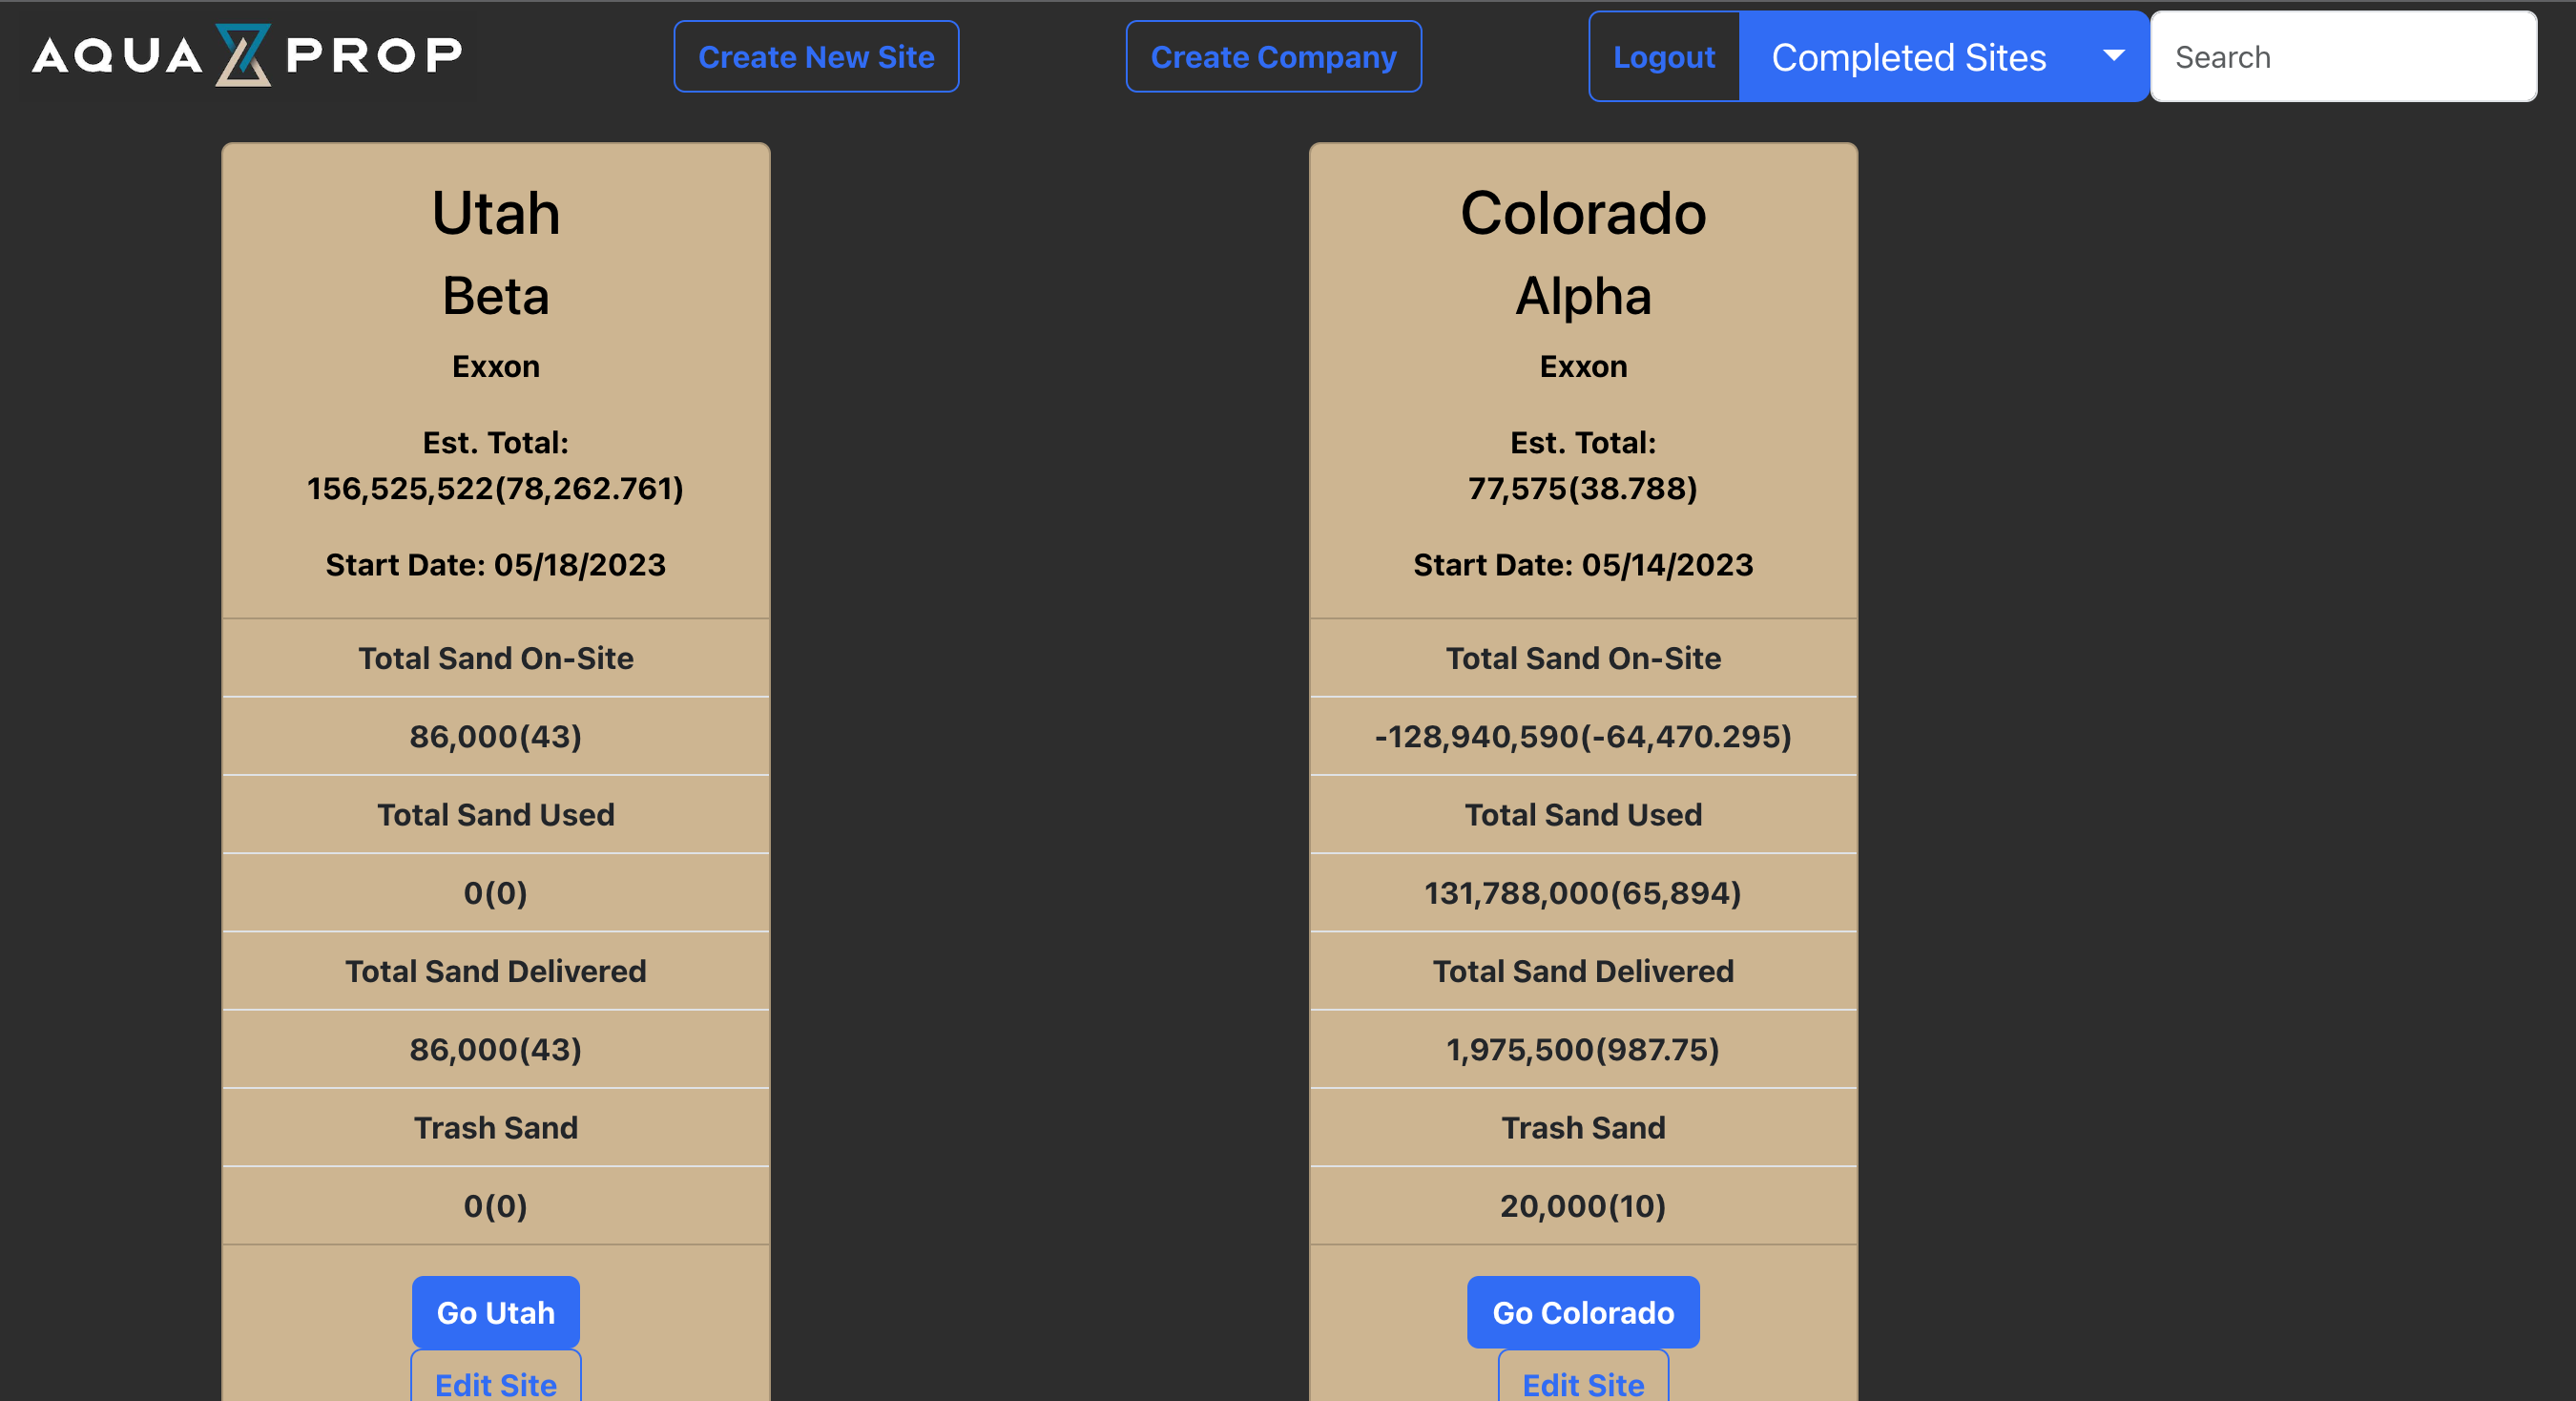 AQUA PROP
Create New Site
Create Company
Logout
Completed Sites
Search
Utah
Beta
Exxon
Est. Total:
156,525,522(78,262.761)
Start Date: 05/18/2023
Total Sand On-Site
86,000(43)
Total Sand Used
0(0)
Total Sand Delivered
86,000(43)
Trash Sand
0(0)
Go Utah
Edit Site
Colorado
Alpha
Exxon
Est. Total:
77,575(38.788)
Start Date: 05/14/2023
Total Sand On-Site
-128,940,590(-64,470.295)
Total Sand Used
131,788,000(65,894)
Total Sand Delivered
1,975,500(987.75)
Trash Sand
20,000(10)
Go Colorado
Edit Site